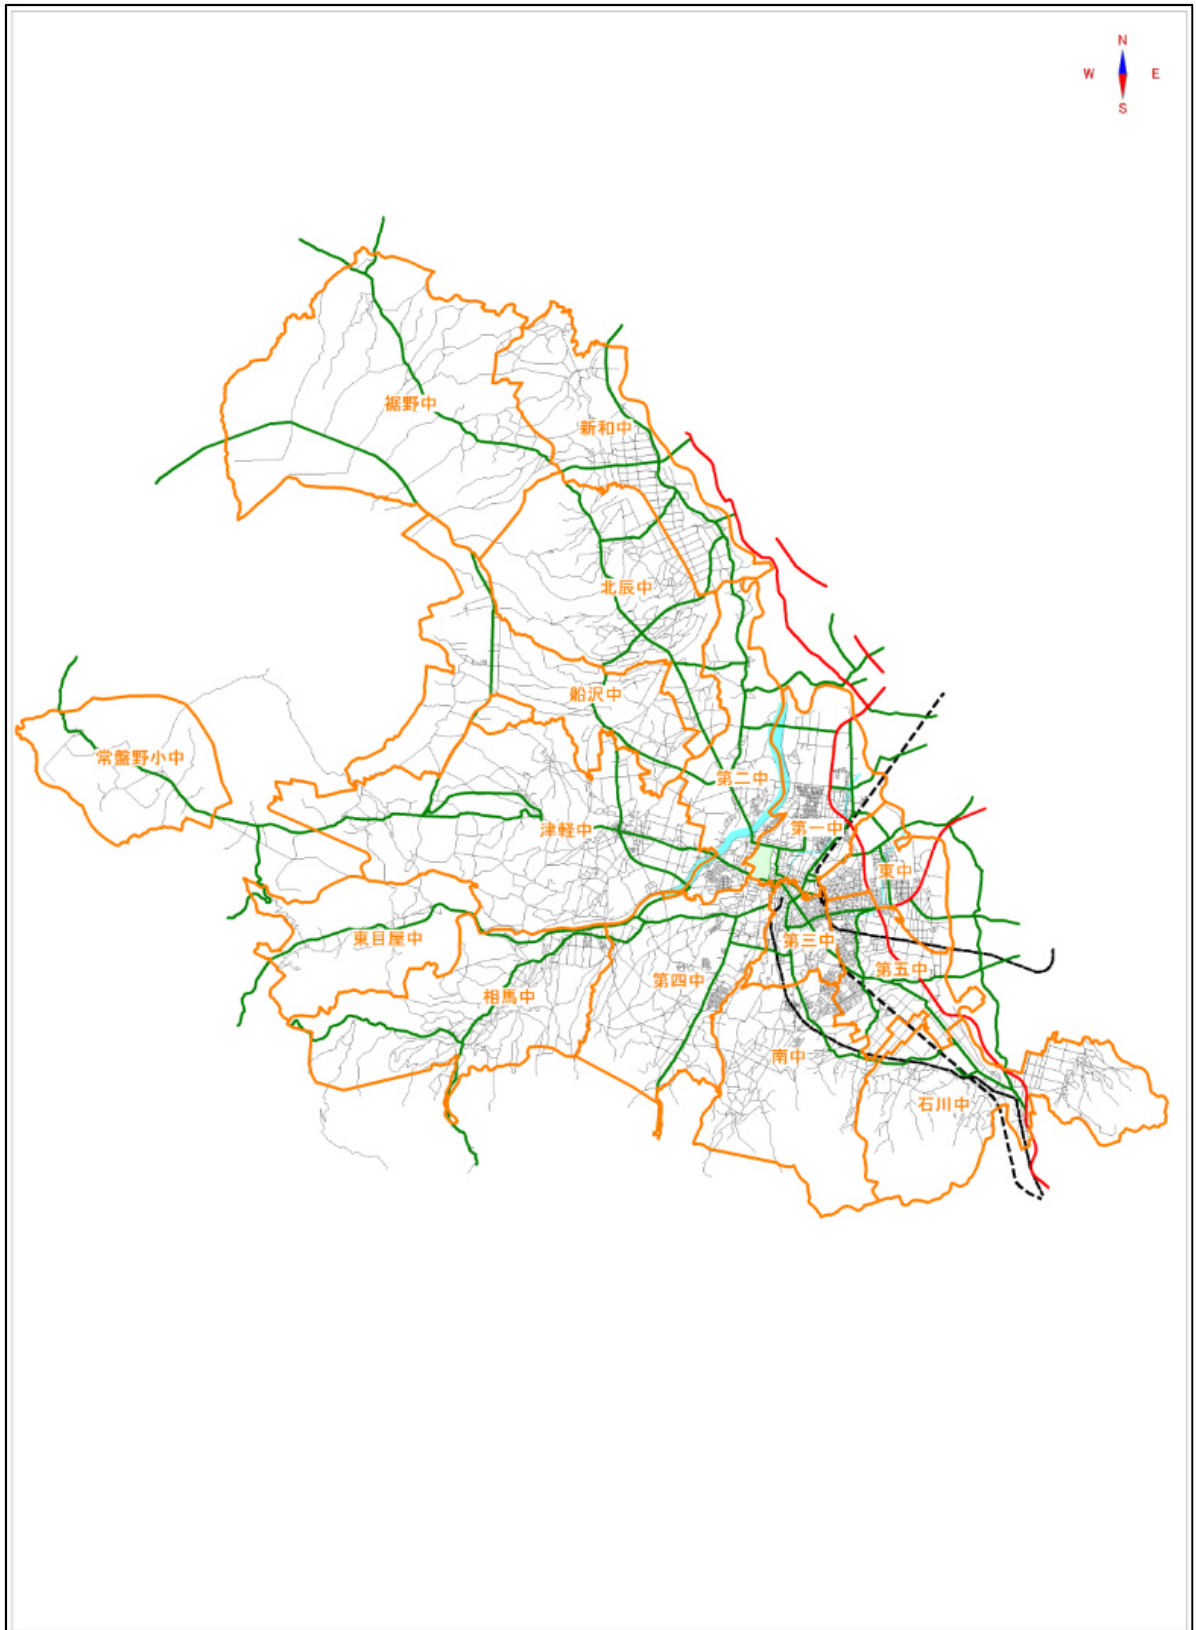 N
W E
S
裾野中
新和中
北辰中
船沢中
常盤野小中
第二中
津軽中
第一中
東中
東目屋中
第三中
第五中
第四中
相馬中
南中
石川中